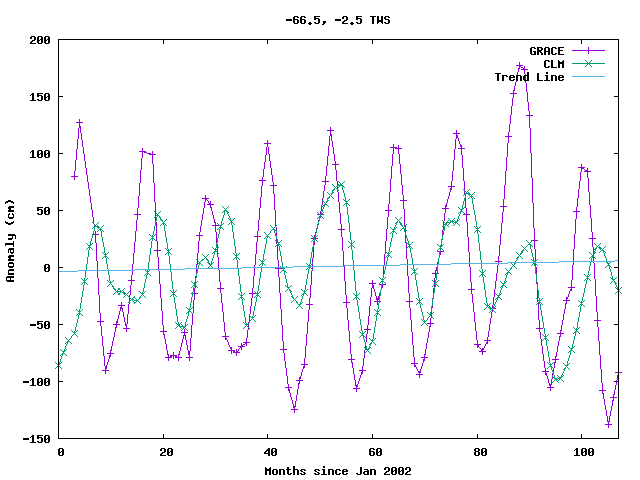 -66.5, -2.5 TWS
GRACE
CLM
Trend Line
200
150
100
50
0
-50
-100
-150
Anomaly (cm)
0 20 40 60 80 100
Months since Jan 2002